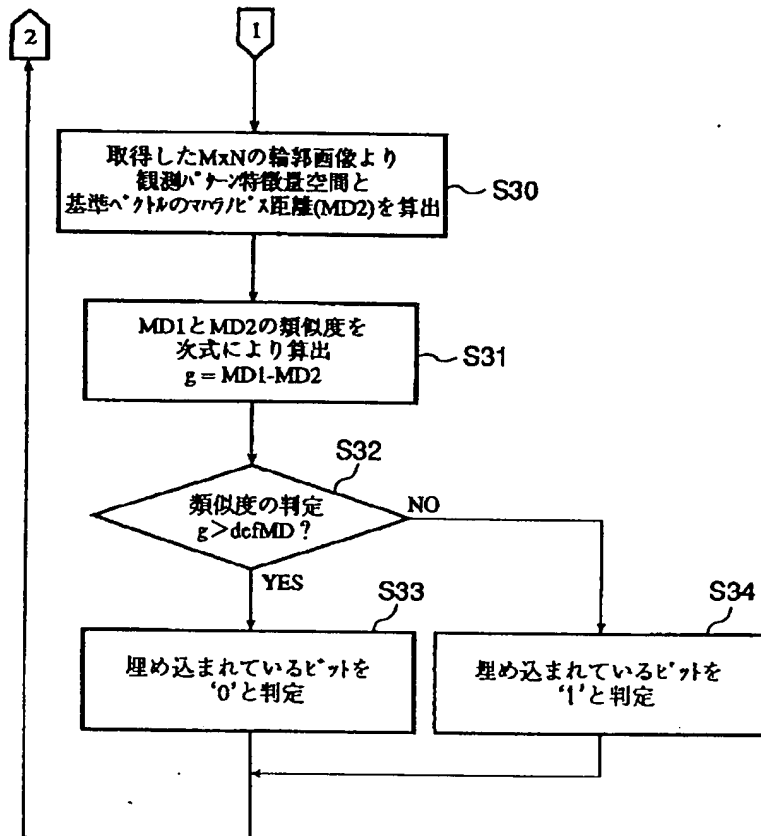 2
1
取得したMxNの輪郭画像より
観測パターン特徴量空間と
基準ベクトルのマハラノビス距離(MD2)を算出
S30
MD1とMD2の類似度を
次式により算出
g = MD1-MD2
S31
S32
類似度の判定
g>defMD?
NO
YES
S33
S34
埋め込まれているビットを
‘0’と判定
埋め込まれているビットを
‘1’と判定